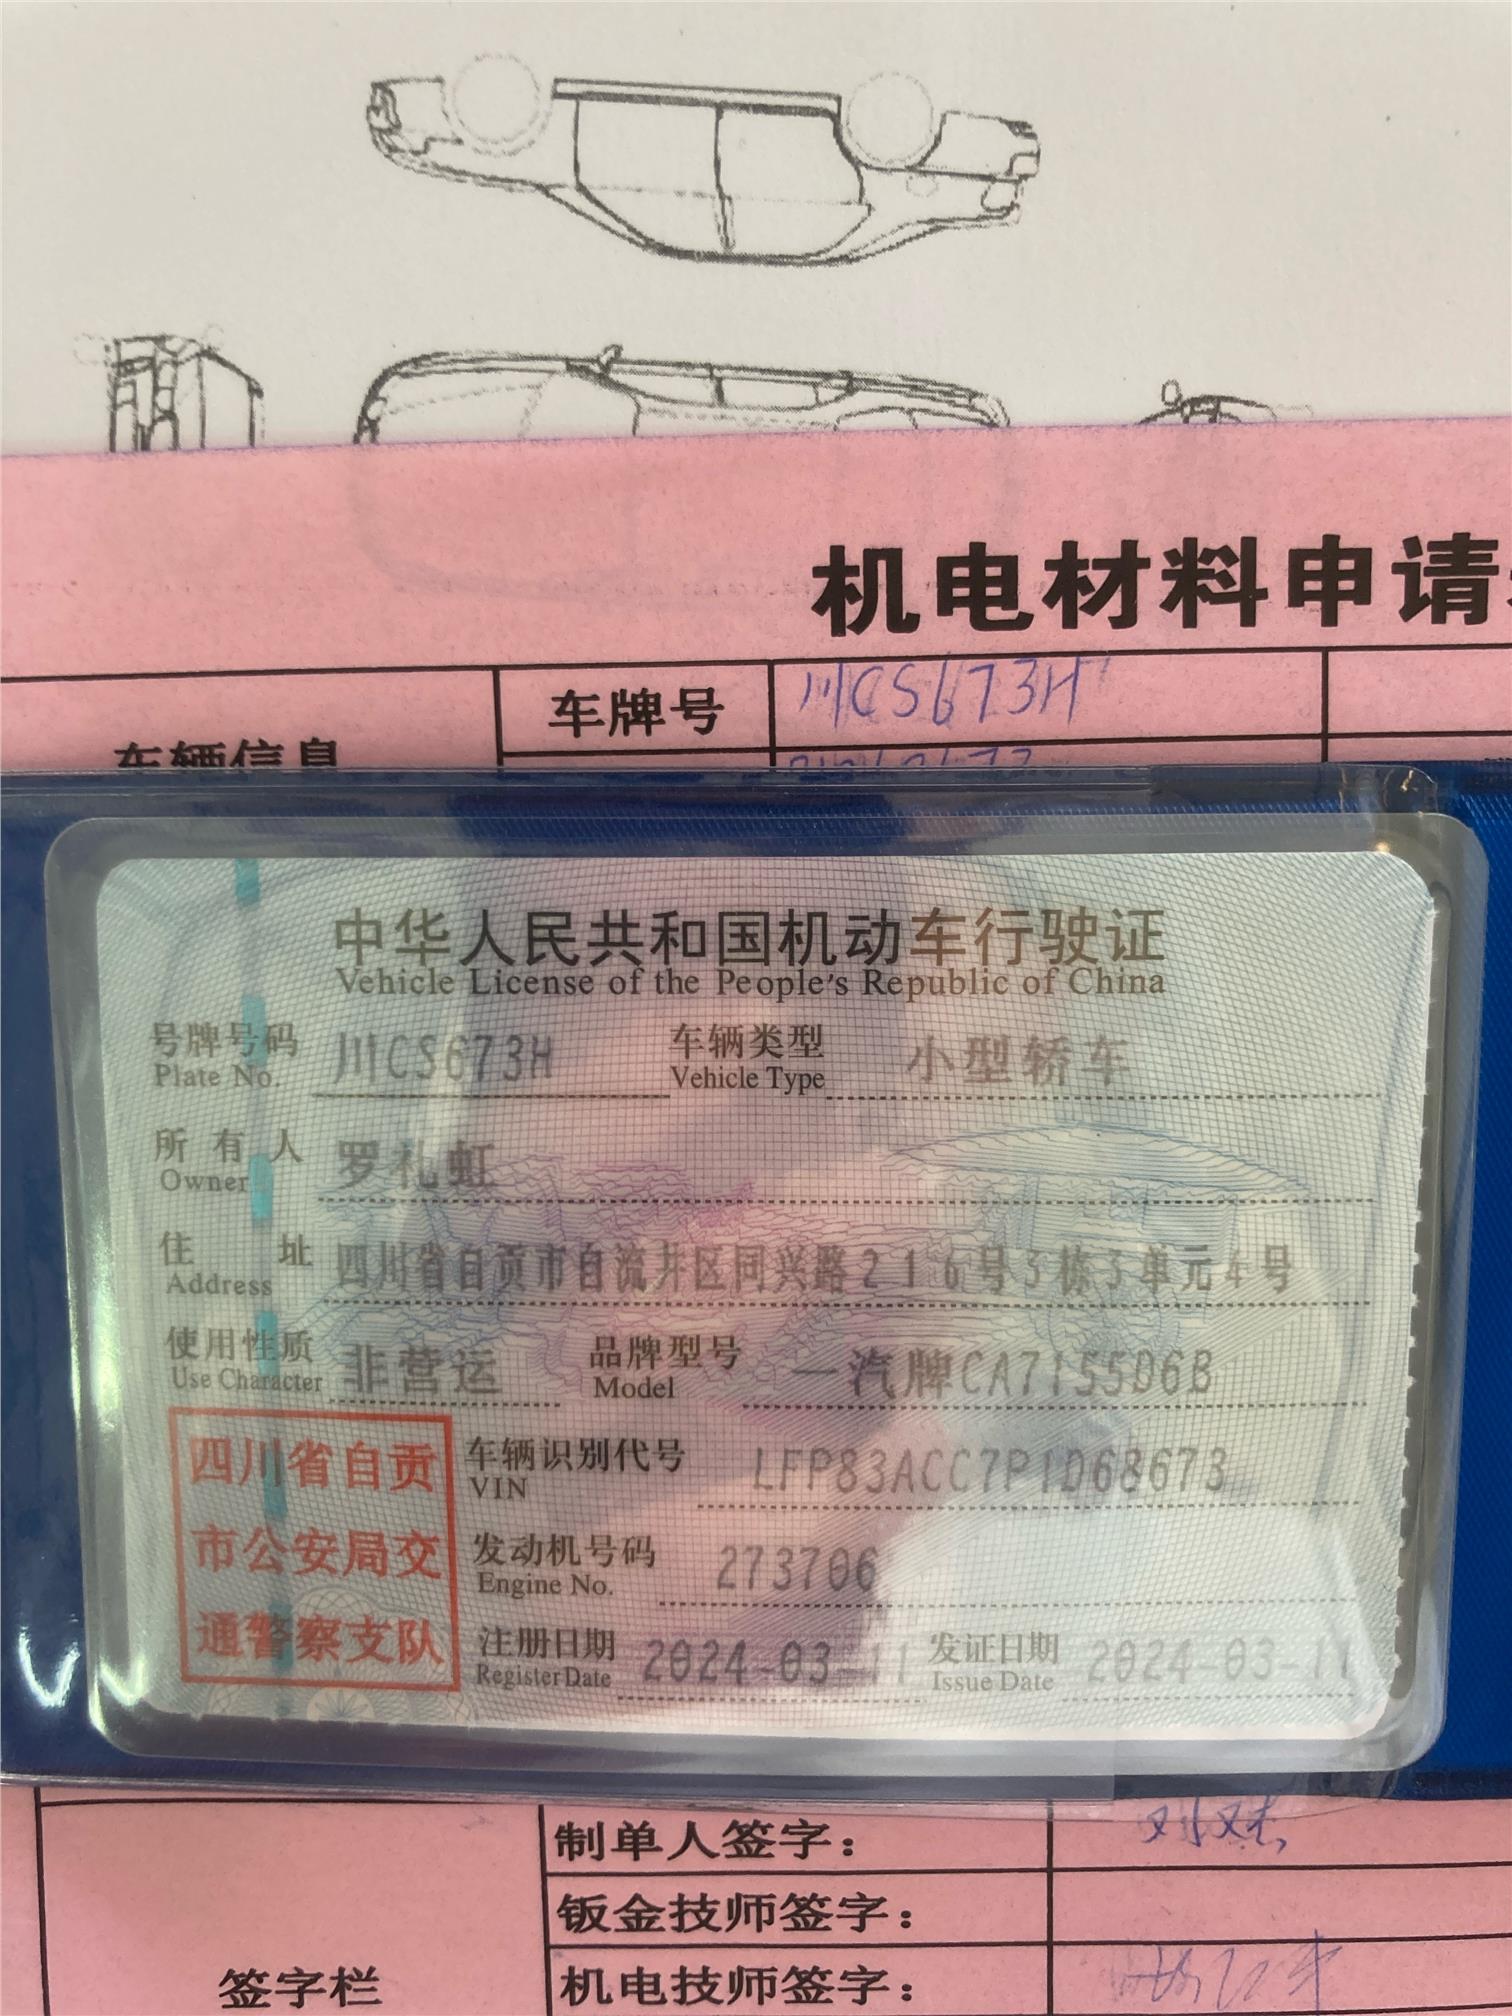 机电材料申请
车牌号 川CS673H
车辆信息
中华人民共和国机动车行驶证
Vehicle License of the People's Republic of China
号牌号码 川CS673H 车辆类型 小型轿车
Plate No. Vehicle Type
所有人 罗礼虹
Owner
住址 四川省自贡市自流井区同兴路216号3栋3单元4号
Address
使用性质 非营运 品牌型号 一汽牌CA7155D6B
Use Character Model
四川省自贡
市公安局交
通警察支队
车辆识别代号 LFP83ACC7P1D68673
VIN
发动机号码 273706
Engine No.
注册日期 2024-03-11 发证日期 2024-03-11
Register Date Issue Date
制单人签字：
钣金技师签字：
签字栏 机电技师签字：